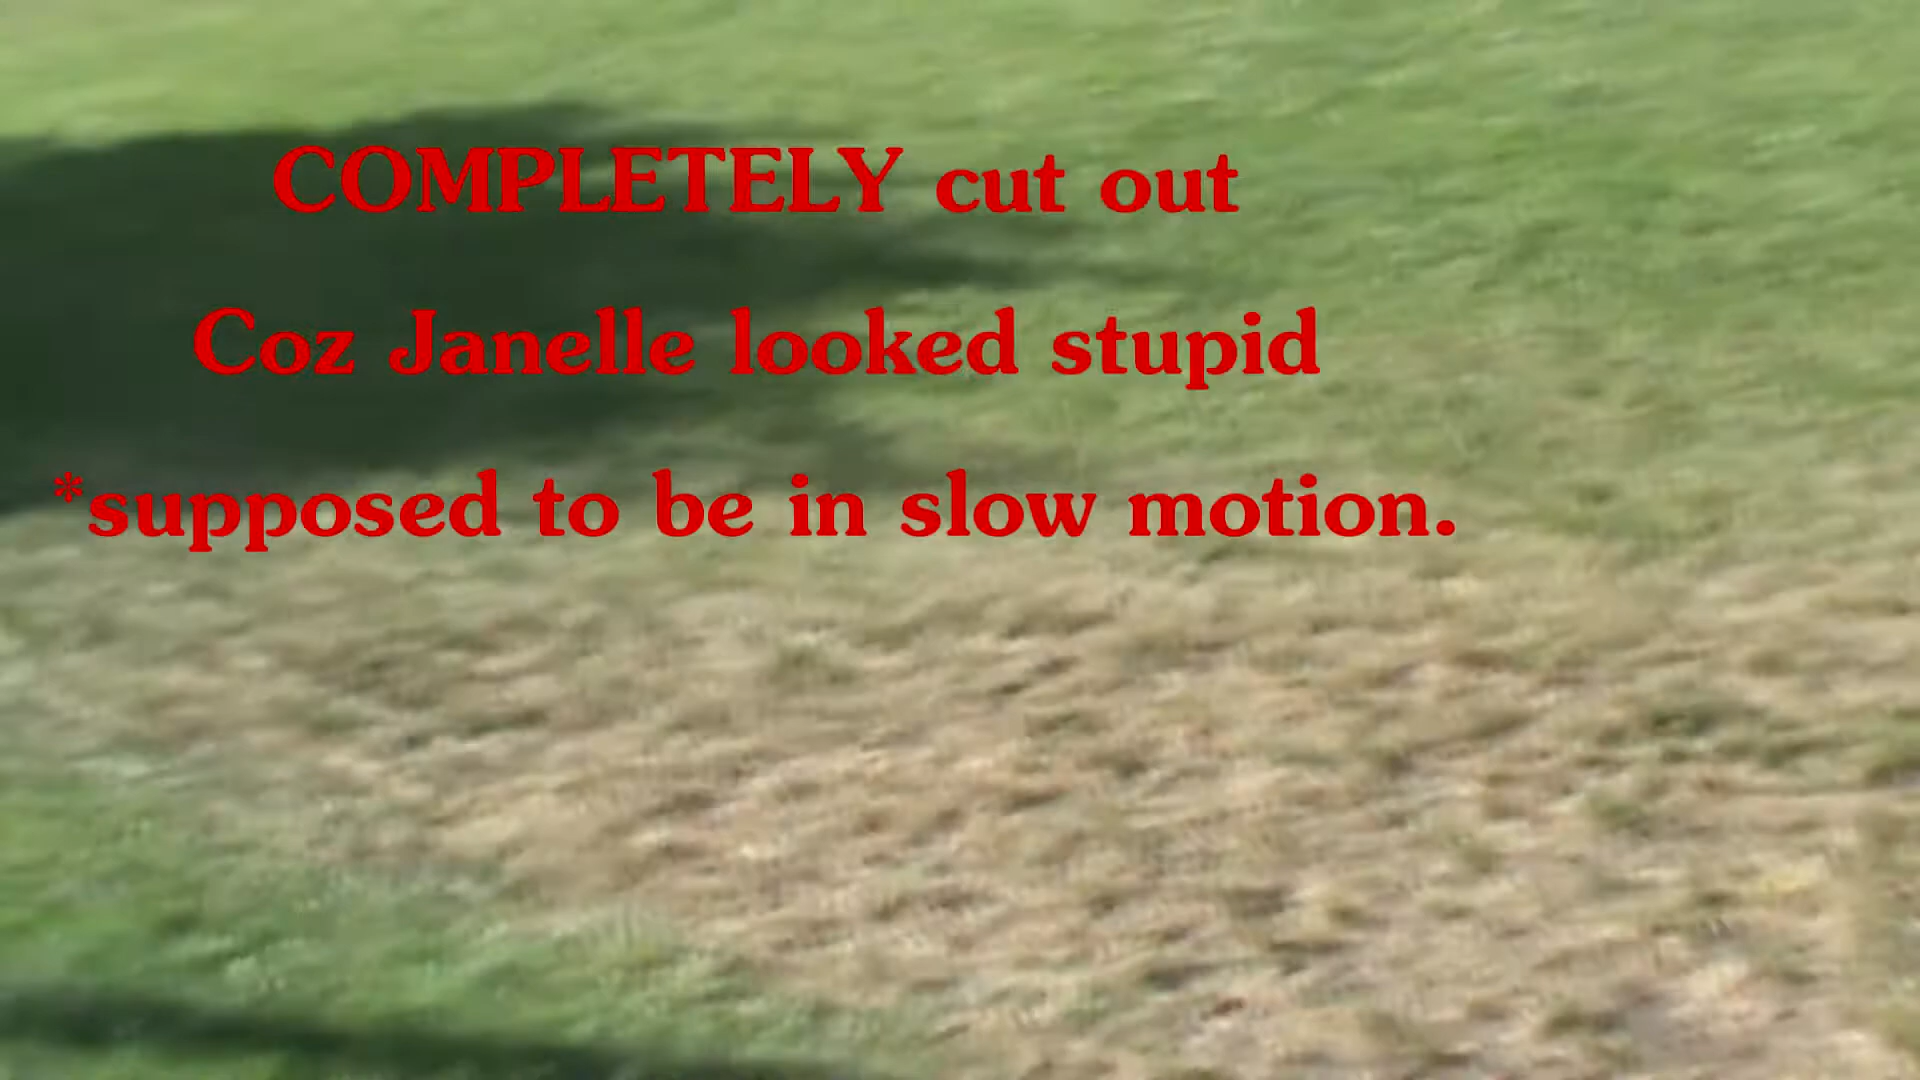 COMPLETELY cut out
Coz Janelle looked stupid
*supposed to be in slow motion.